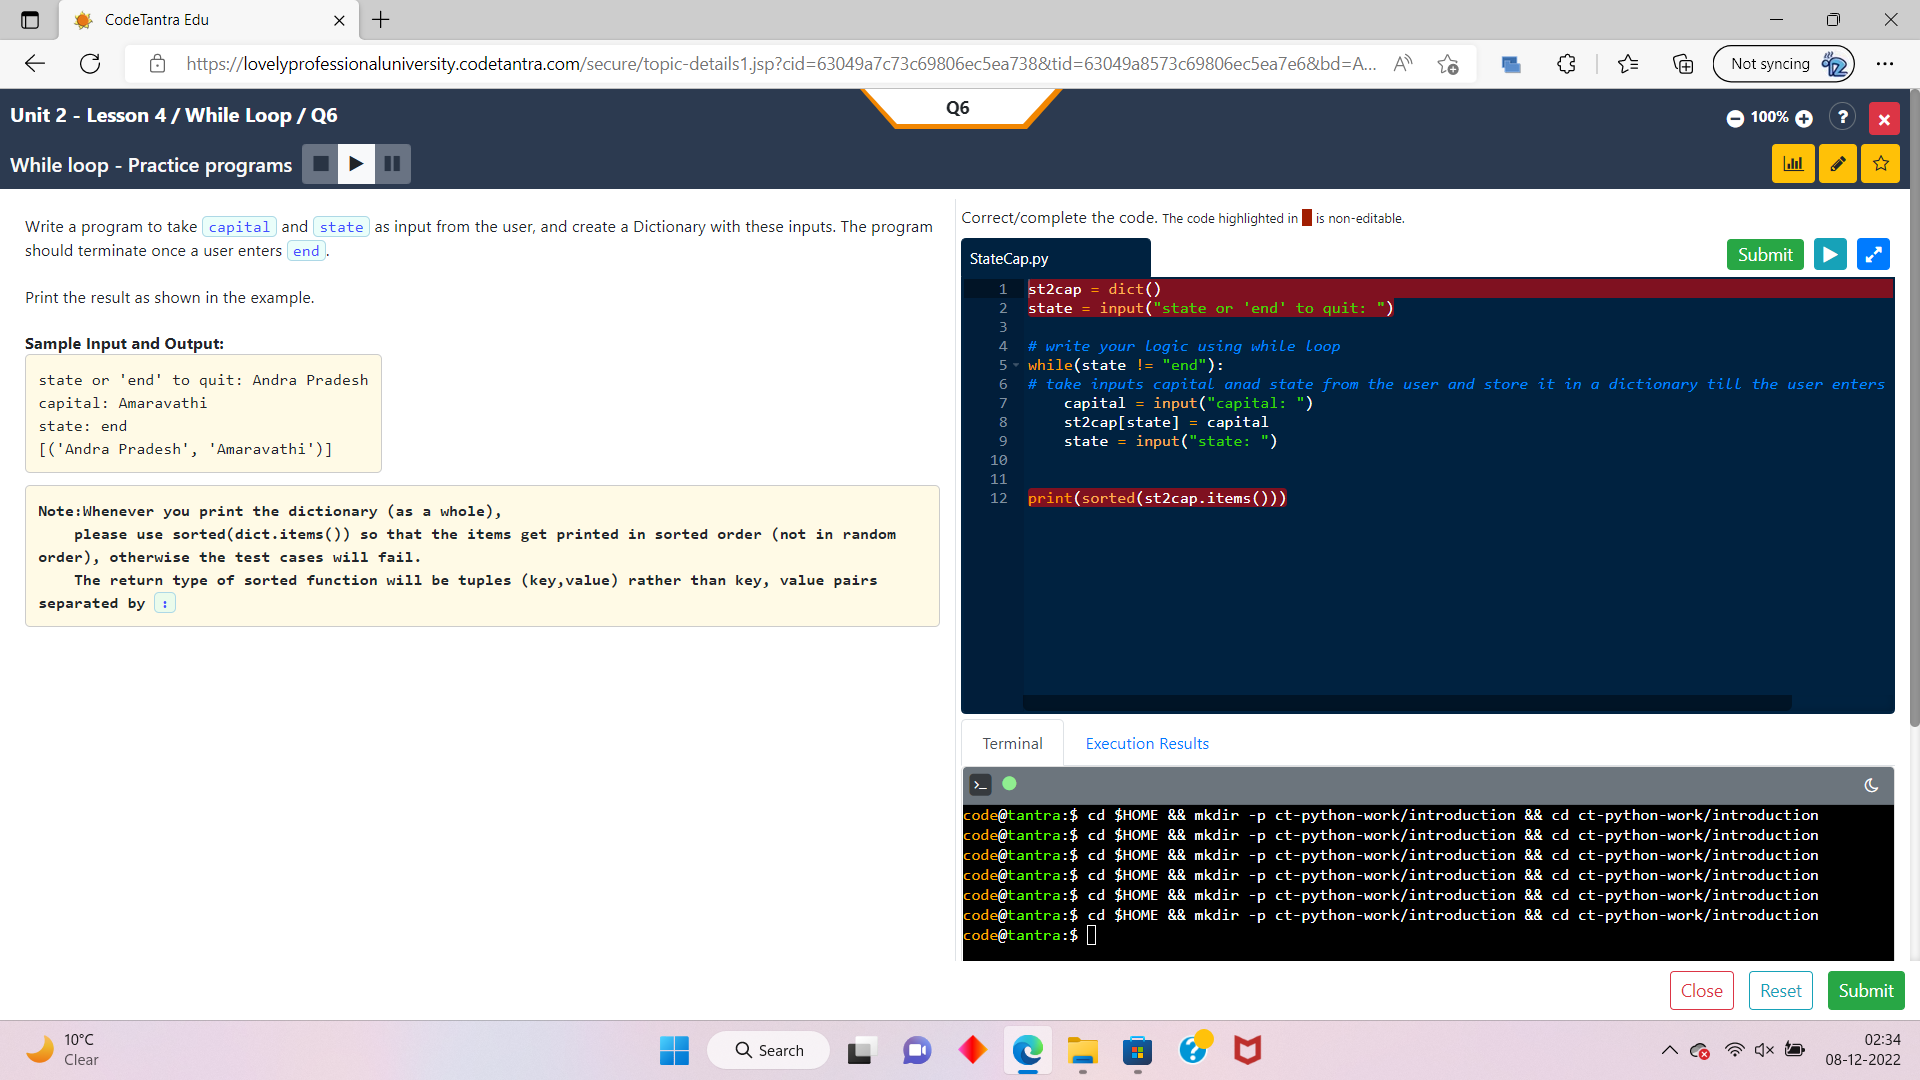 CodeTantra Edu
https://lovelyprofessionaluniversity.codetantra.com/secure/topic-details1.jsp?cid=63049a7c73c69806ec5ea738&tid=63049a8573c69806ec5ea7e6&bd=A...
Not syncing
Unit 2 - Lesson 4 / While Loop / Q6
Q6
100%
?
While loop - Practice programs
Write a program to take capital and state as input from the user, and create a Dictionary with these inputs. The program
should terminate once a user enters end.
Print the result as shown in the example.
Sample Input and Output:
state or 'end' to quit: Andra Pradesh
capital: Amaravathi
state: end
[('Andra Pradesh', 'Amaravathi')]
Note:Whenever you print the dictionary (as a whole),
please use sorted(dict.items()) so that the items get printed in sorted order (not in random
order), otherwise the test cases will fail.
The return type of sorted function will be tuples (key,value) rather than key, value pairs
separated by :
Correct/complete the code. The code highlighted in is non-editable.
StateCap.py
Submit
1 st2cap = dict()
2 state = input("state or 'end' to quit: ")
3
4 # write your logic using while loop
5 while(state != "end"):
6 # take inputs capital anad state from the user and store it in a dictionary till the user enters
7 capital = input("capital: ")
8 st2cap[state] = capital
9 state = input("state: ")
10
11
12 print(sorted(st2cap.items()))
Terminal
Execution Results
code@tantra:$ cd $HOME && mkdir -p ct-python-work/introduction && cd ct-python-work/introduction
code@tantra:$ cd $HOME && mkdir -p ct-python-work/introduction && cd ct-python-work/introduction
code@tantra:$ cd $HOME && mkdir -p ct-python-work/introduction && cd ct-python-work/introduction
code@tantra:$ cd $HOME && mkdir -p ct-python-work/introduction && cd ct-python-work/introduction
code@tantra:$ cd $HOME && mkdir -p ct-python-work/introduction && cd ct-python-work/introduction
code@tantra:$ cd $HOME && mkdir -p ct-python-work/introduction && cd ct-python-work/introduction
code@tantra:$
Close
Reset
Submit
10°C
Clear
Search
02:34
08-12-2022